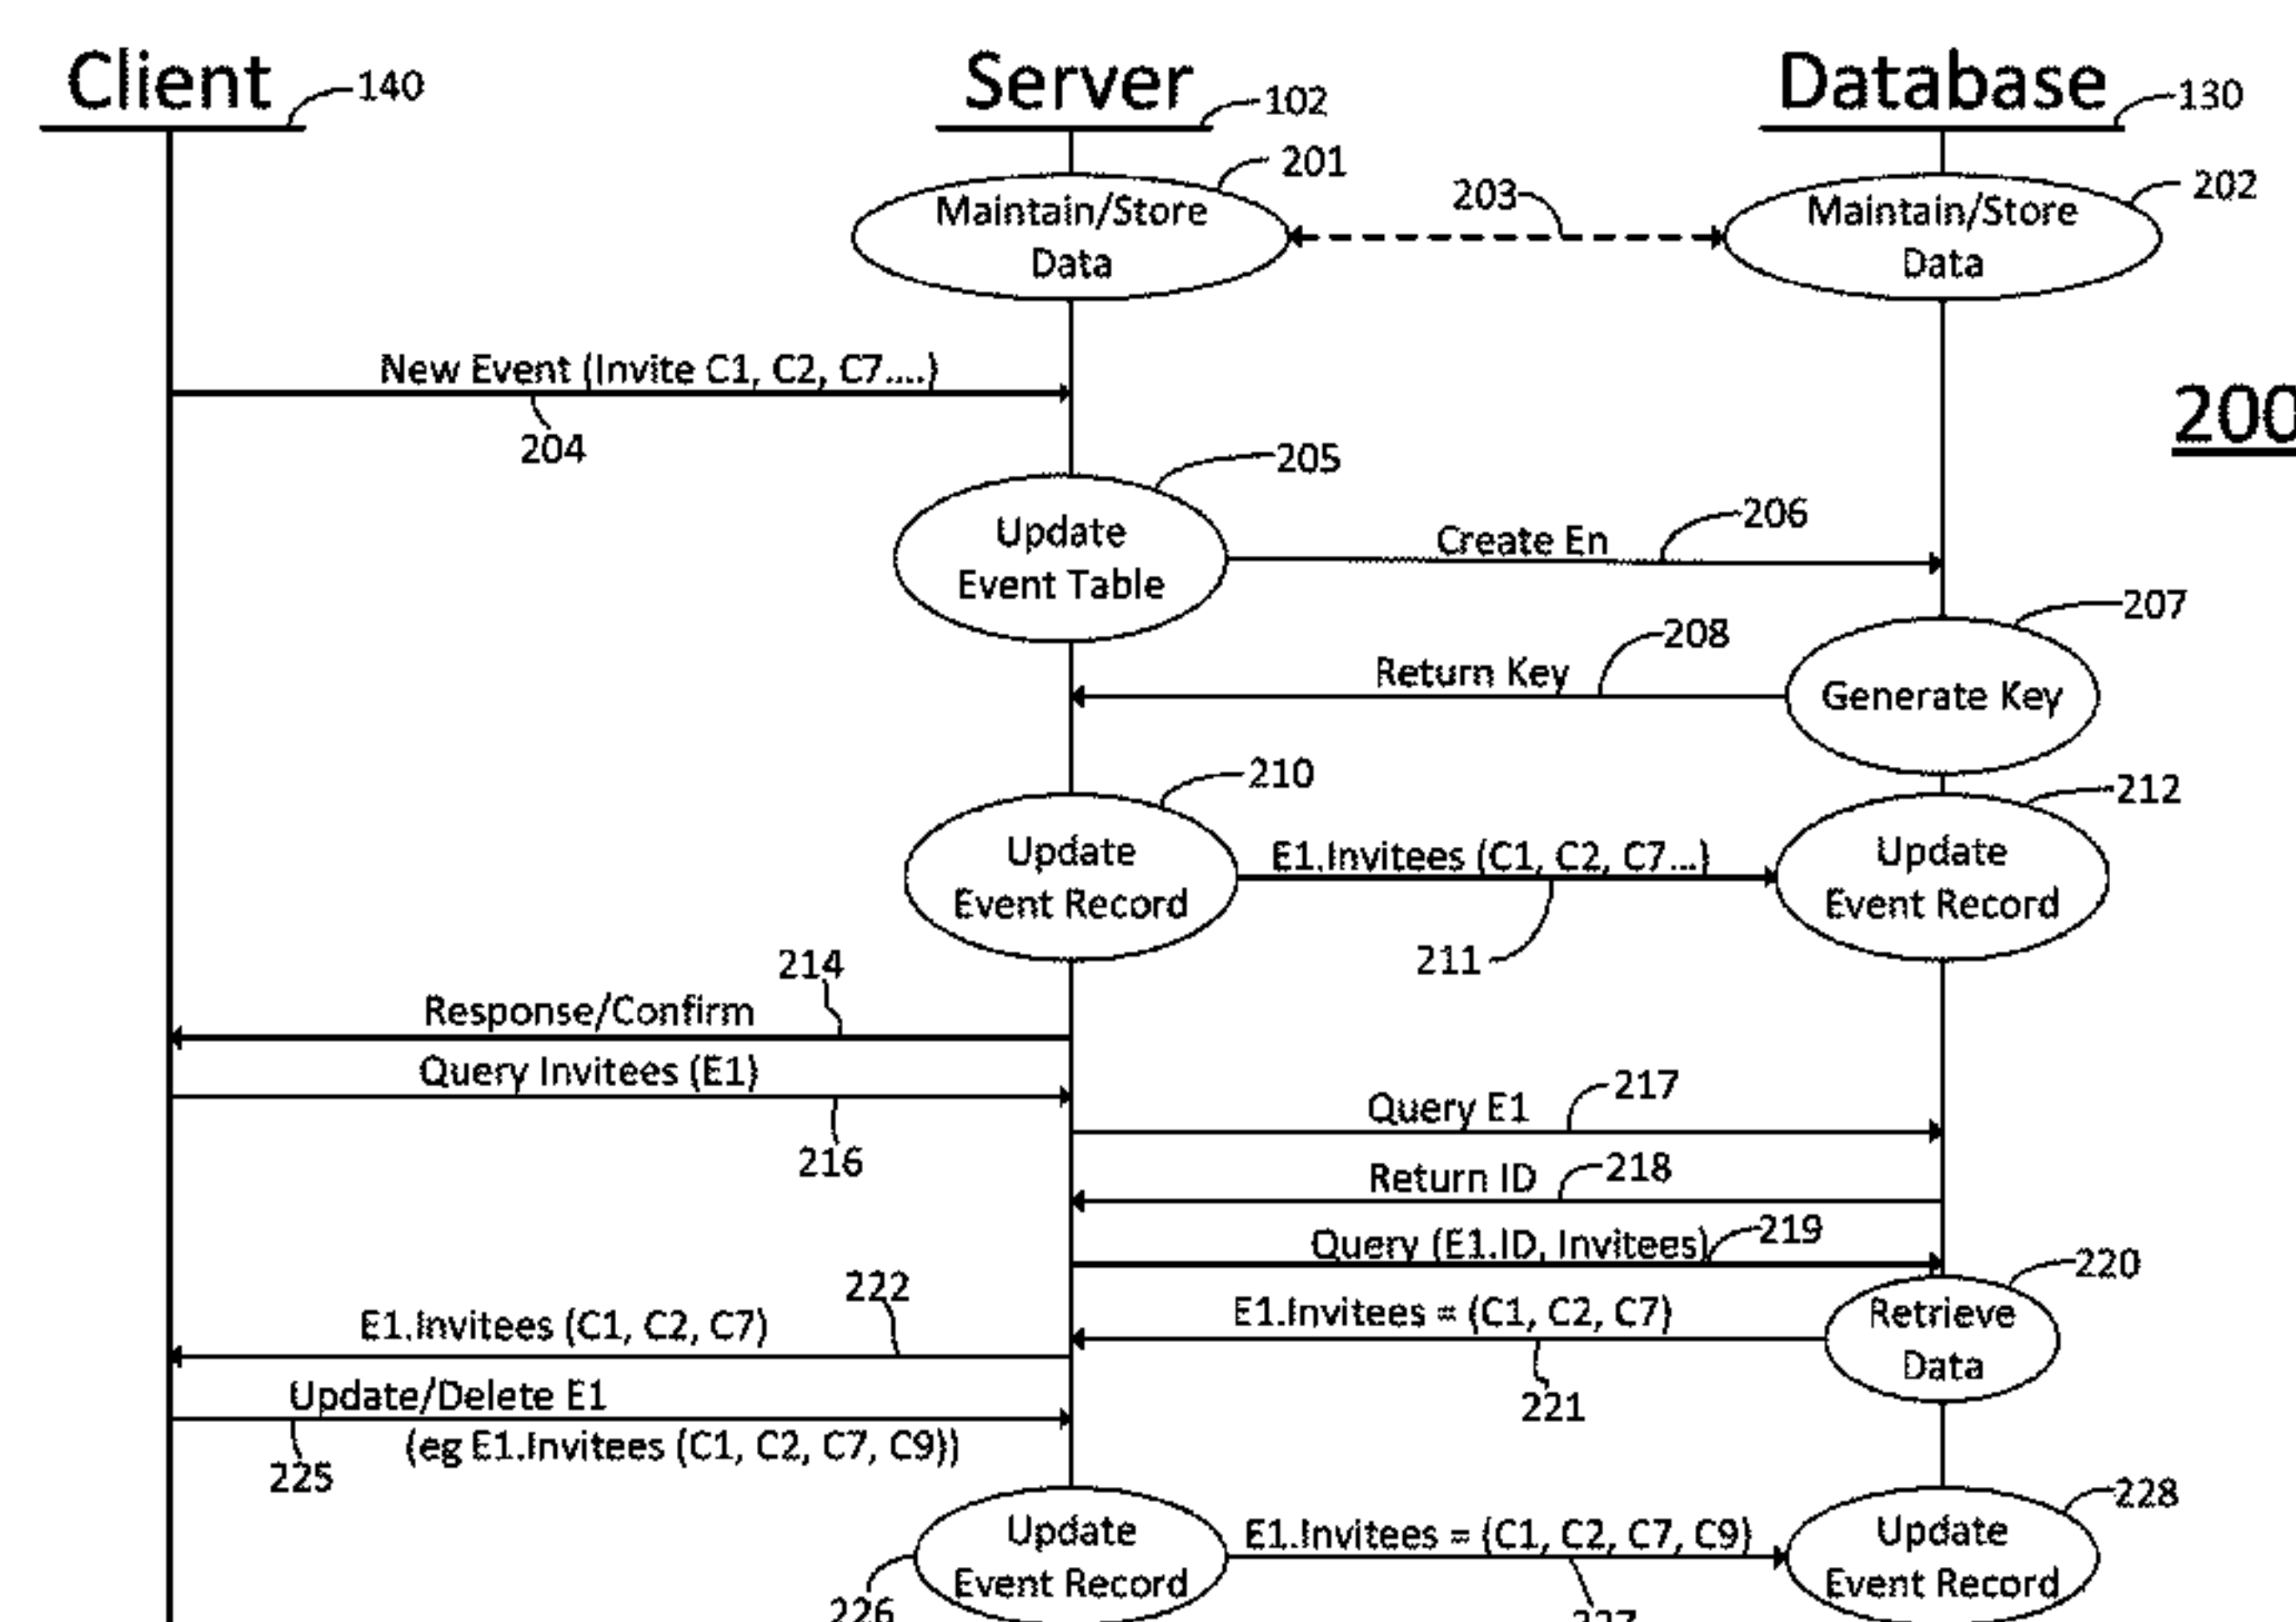 Client
140
Server
102
Database
130
201
Maintain/Store
Data
203
202
Maintain/Store
Data
New Event (Invite C1, C2, C7....)
204
200
205
Update
Event Table
Create En
206
207
Generate Key
Return Key
208
210
Update
Event Record
E1.Invitees (C1, C2, C7...)
211
212
Update
Event Record
214
Response/Confirm
Query Invitees (E1)
216
Query E1
217
Return ID
218
Query (E1.ID, Invitees)
219
220
Retrieve
Data
222
E1.Invitees (C1, C2, C7)
E1.Invitees = (C1, C2, C7)
221
Update/Delete E1
(eg E1.Invitees (C1, C2, C7, C9))
225
Update
Event Record
226
E1.Invitees = (C1, C2, C7, C9)
227
228
Update
Event Record